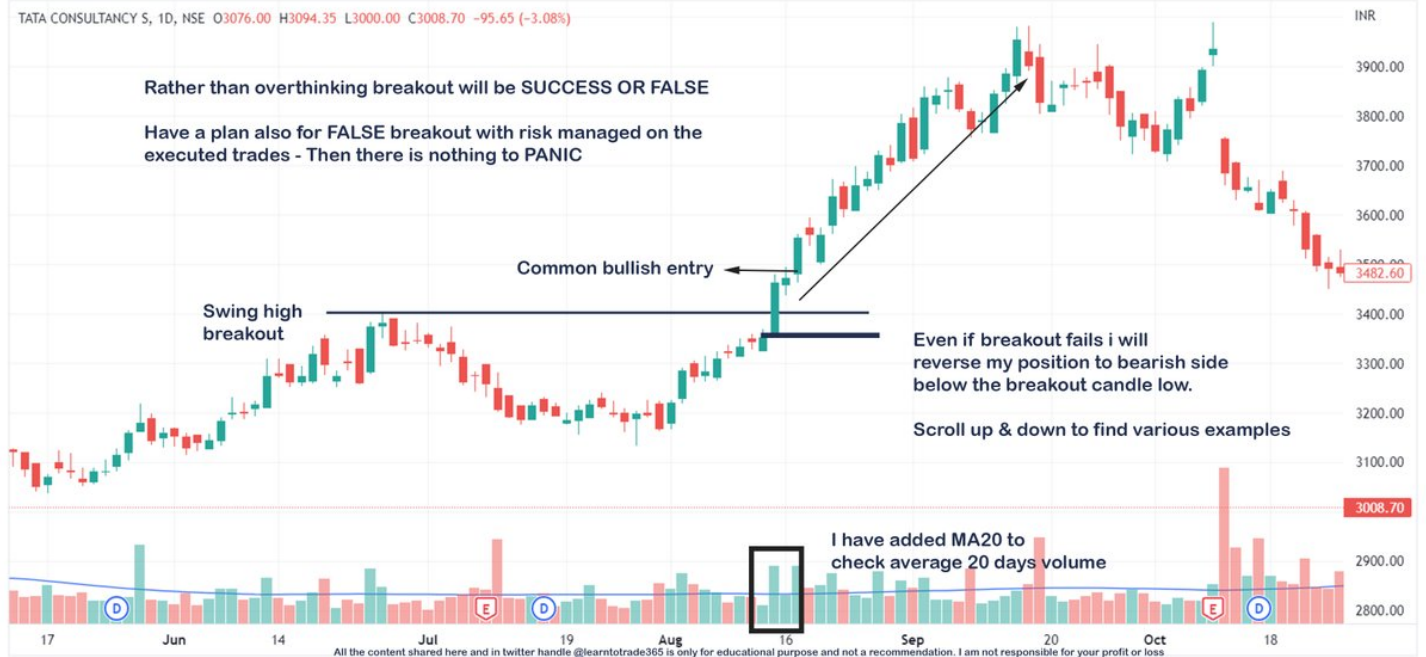 TATA CONSULTANCY S, 1D, NSE O3076.00 H3094.35 L3000.00 C3008.70 −95.65 (−3.08%)
INR
Rather than overthinking breakout will be SUCCESS OR FALSE
Have a plan also for FALSE breakout with risk managed on the
executed trades - Then there is nothing to PANIC
Common bullish entry
Swing high
breakout
Even if breakout fails i will
reverse my position to bearish side
below the breakout candle low.
Scroll up & down to find various examples
I have added MA20 to
check average 20 days volume
3900.00
3800.00
3700.00
3600.00
3500.00
3482.60
3400.00
3300.00
3200.00
3100.00
3008.70
2900.00
2800.00
D
E
D
E
D
17 Jun 14 Jul 19 Aug 16 Sep 20 Oct 18
All the content shared here and in twitter handle @learntotrade365 is only for educational purpose and not a recommendation. I am not responsible for your profit or loss